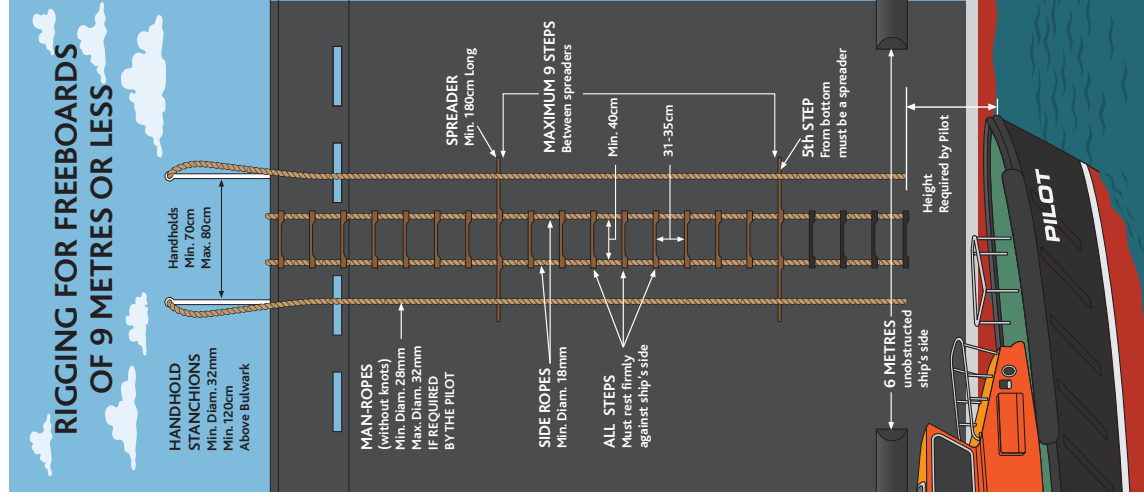 RIGGING FOR FREEBOARDS
OF 9 METRES OR LESS
HANDHOLD
STANCHIONS
Min. Diam. 32mm
Min. 120cm
Above Bulwark
Handholds
Min. 70cm
Max. 80cm
MAN-ROPES
(without knots)
Min. Diam. 28mm
Max. Diam. 32mm
IF REQUIRED
BY THE PILOT
SPREADER
Min. 180cm Long
SIDE ROPES
Min. Diam. 18mm
MAXIMUM 9 STEPS
Between spreaders
ALL STEPS
Must rest firmly
against ship's side
Min. 40cm
31-35cm
5th STEP
From bottom
must be a spreader
6 METRES
unobstructed
ship's side
Height
Required by Pilot
PILOT